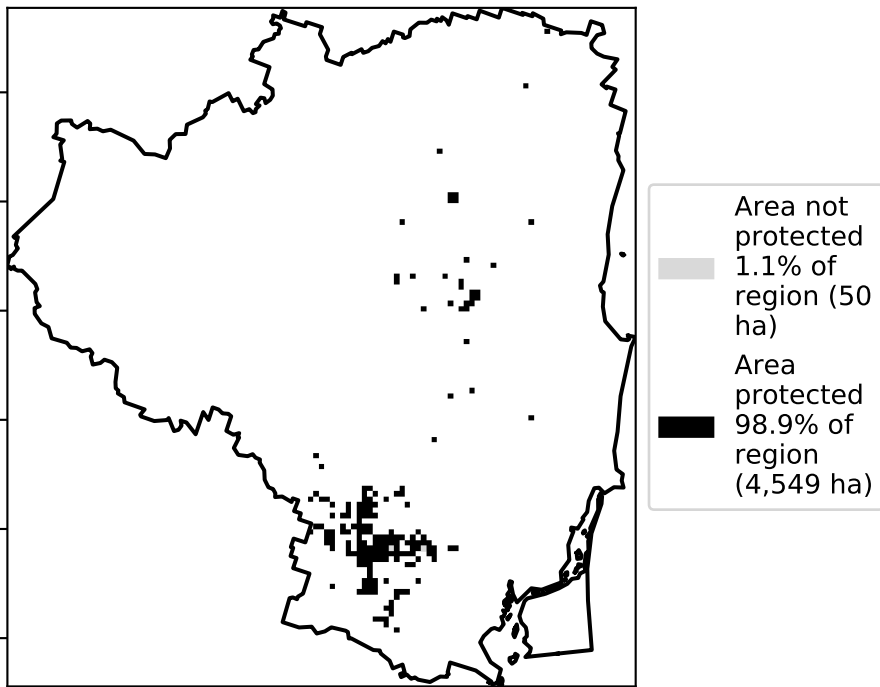 Area not
protected
1.1% of
region (50
ha)
Area
protected
98.9% of
region
(4,549 ha)